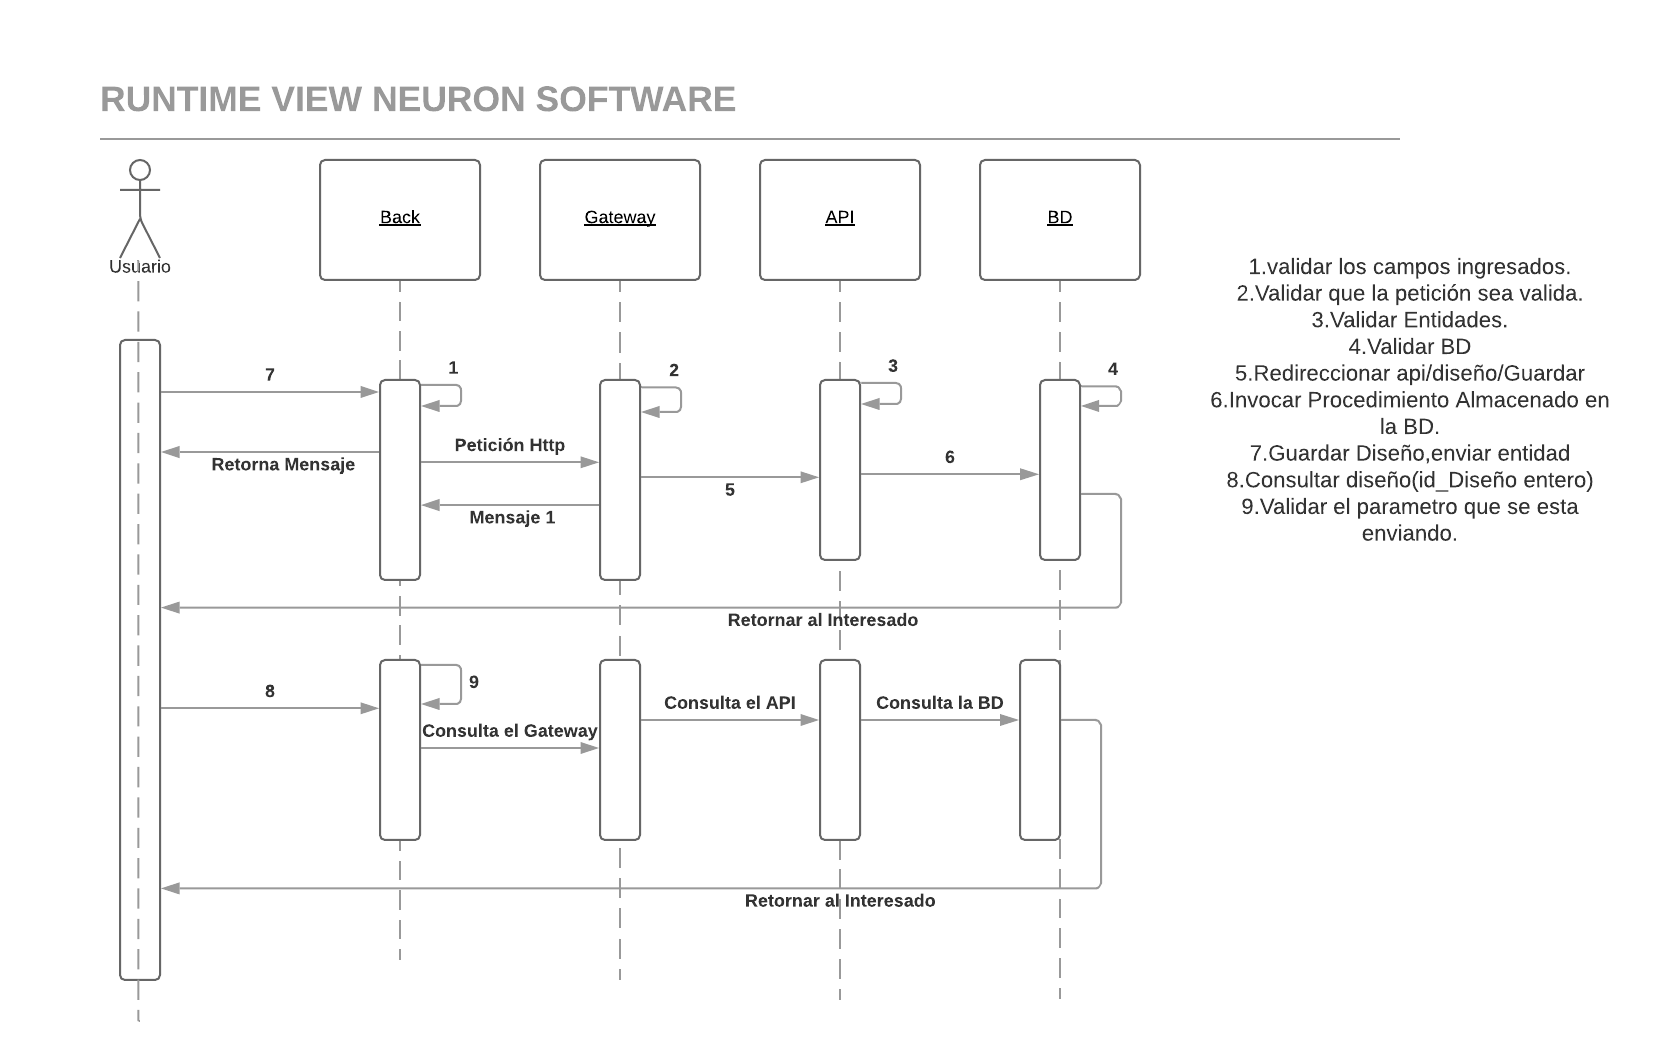 RUNTIME VIEW NEURON SOFTWARE
Usuario
Back
Gateway
API
BD
1.validar los campos ingresados.
2.Validar que la petición sea valida.
3.Validar Entidades.
4.Validar BD
5.Redireccionar api/diseño/Guardar
6.Invocar Procedimiento Almacenado en
la BD.
7.Guardar Diseño,enviar entidad
8.Consultar diseño(id_Diseño entero)
9.Validar el parametro que se esta
enviando.
7
1
2
3
4
Retorna Mensaje
Petición Http
5
6
Mensaje 1
Retornar al Interesado
8
9
Consulta el Gateway
Consulta el API
Consulta la BD
Retornar al Interesado